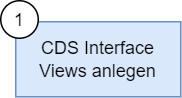 1
CDS Interface
Views anlegen